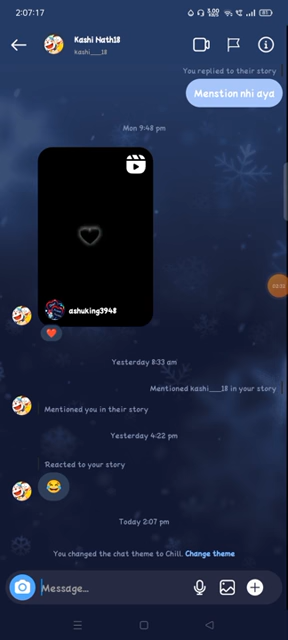 2:07:17
Kashi Nath18
kashi___18
You replied to their story
Menstion nhi aya
Mon 9:48 pm
ashuking3948
Yesterday 8:33 am
Mentioned kashi___18 in your story
Mentioned you in their story
Yesterday 4:22 pm
Reacted to your story
Today 2:07 pm
You changed the chat theme to Chill. Change theme
Message...